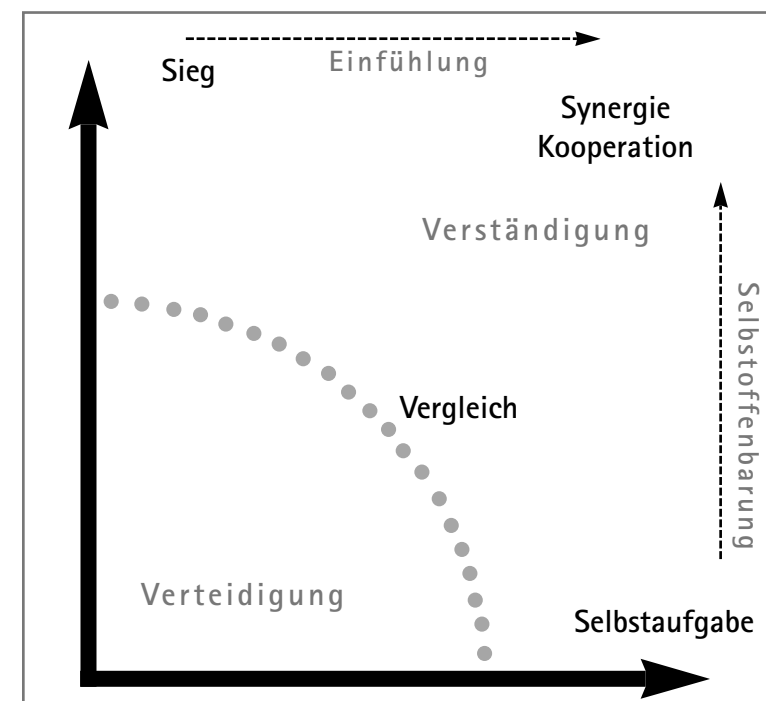 Sieg
Einfühlung
Synergie
Kooperation
Verständigung
Selbstoffenbarung
Vergleich
Verteidigung
Selbstaufgabe